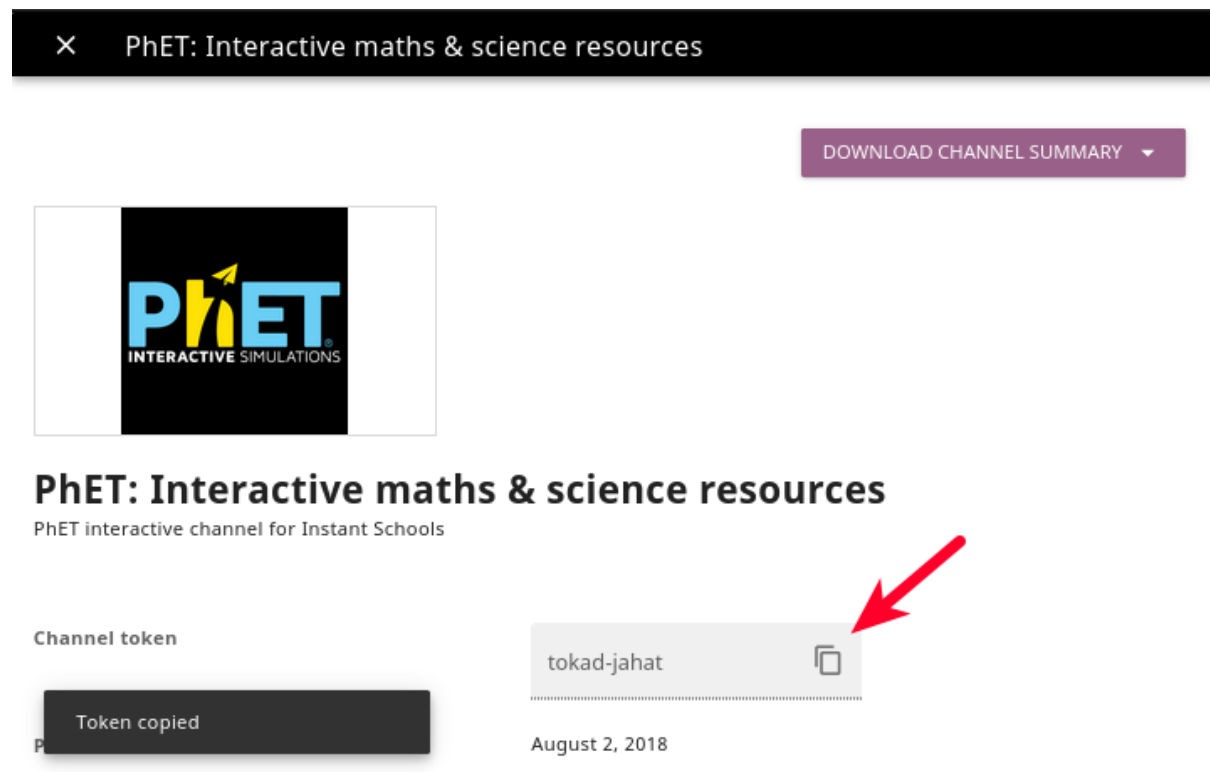 PhET: Interactive maths & science resources
DOWNLOAD CHANNEL SUMMARY
PhET
INTERACTIVE SIMULATIONS
PhET: Interactive maths & science resources
PhET interactive channel for Instant Schools
Channel token
tokad-jahat
Token copied
August 2, 2018